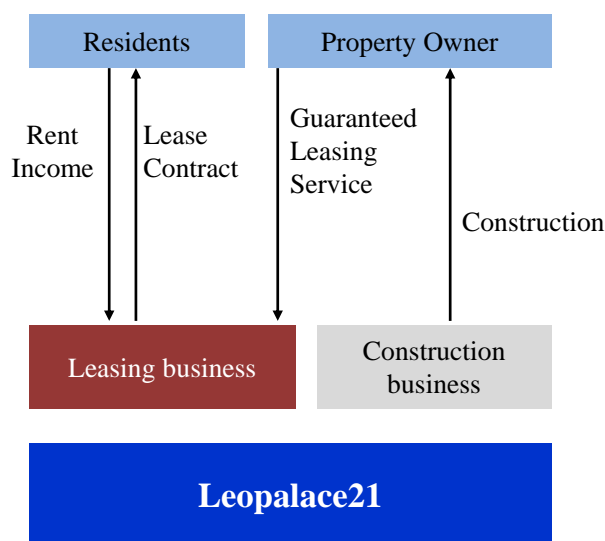 Residents
Property Owner
Rent
Income
Lease
Contract
Guaranteed
Leasing
Service
Construction
Leasing business
Construction
business
Leopalace21